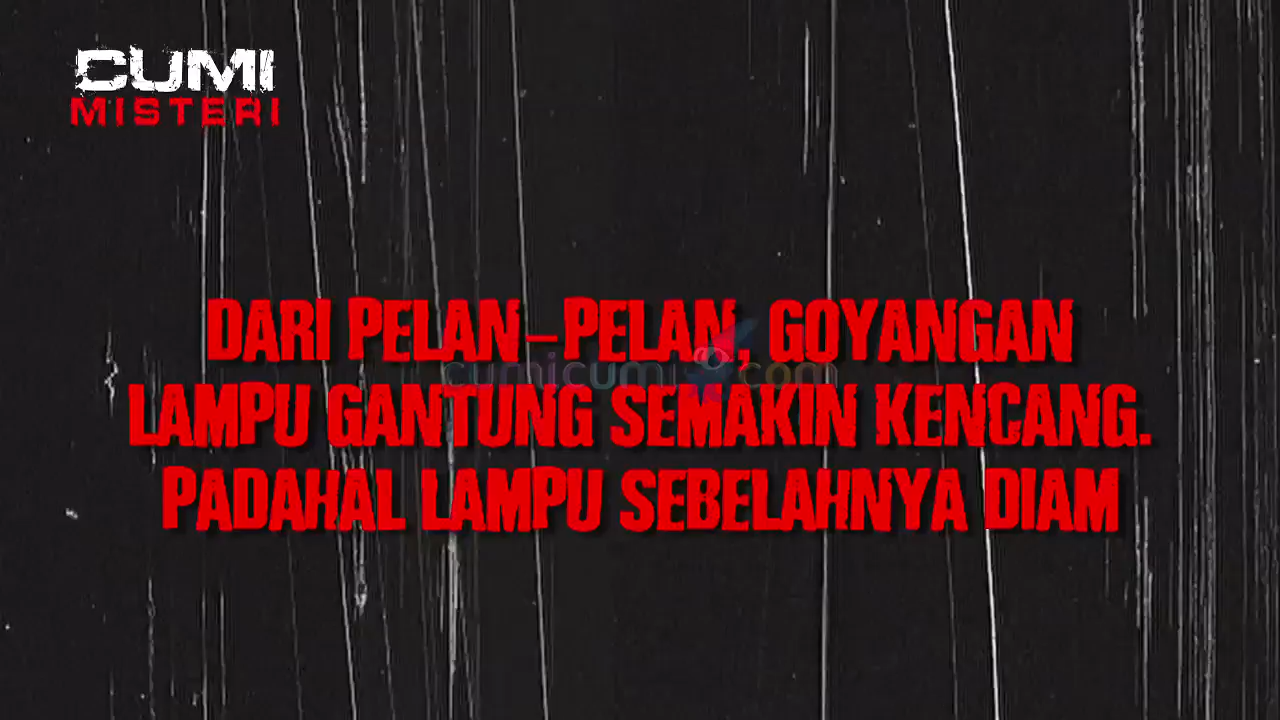 CUMI
MISTERI
DARI PELAN-PELAN, GOYANGAN
cumicumi.com
LAMPU GANTUNG SEMAKIN KENCANG.
PADAHAL LAMPU SEBELAHNYA DIAM